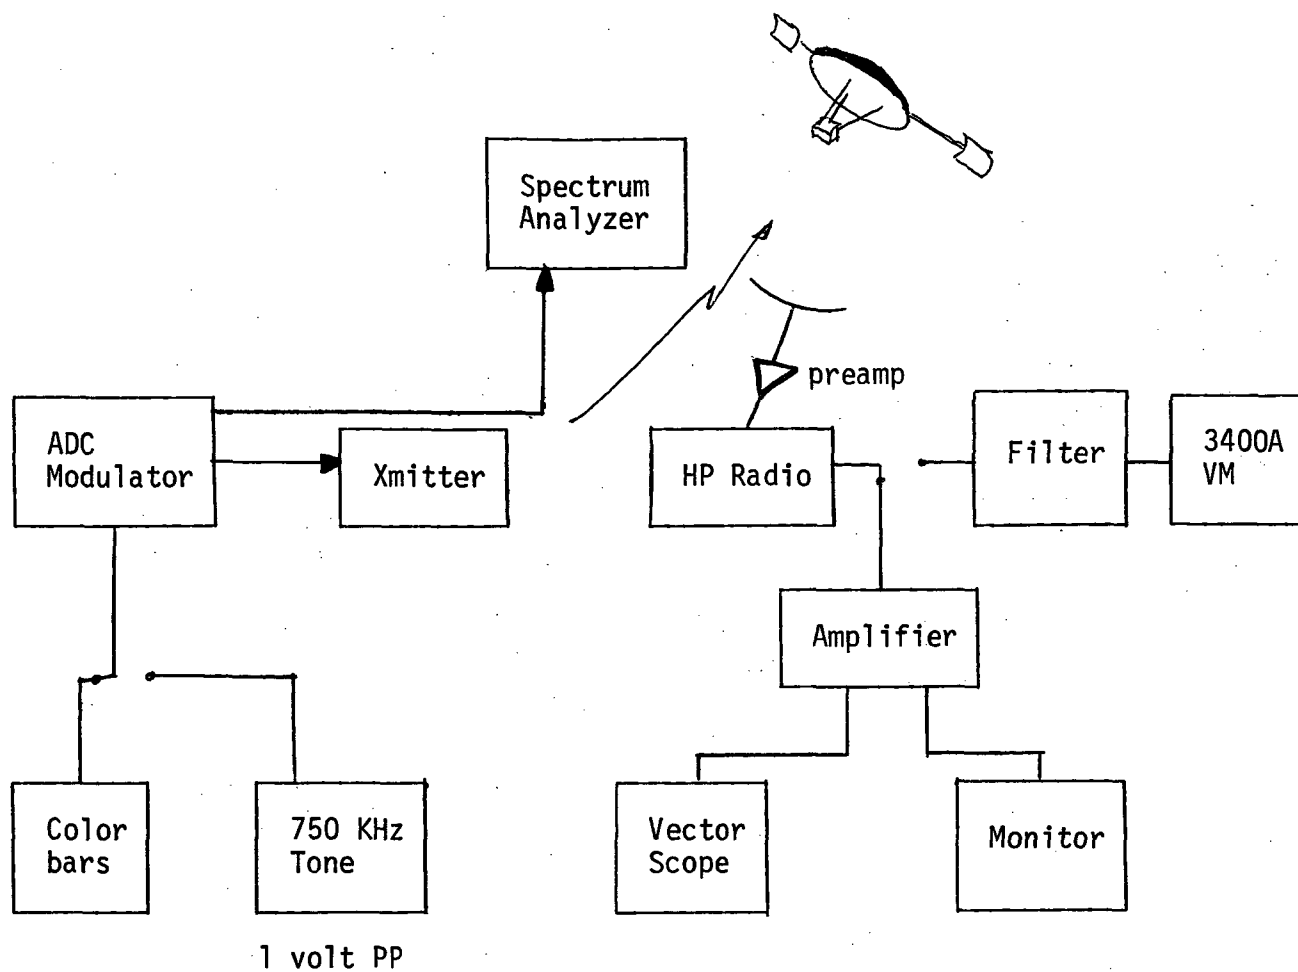 Spectrum
Analyzer
preamp
ADC
Modulator
Xmitter
HP Radio
Filter
3400A
VM
Amplifier
Color
bars
750 KHz
Tone
Vector
Scope
Monitor
1 volt PP